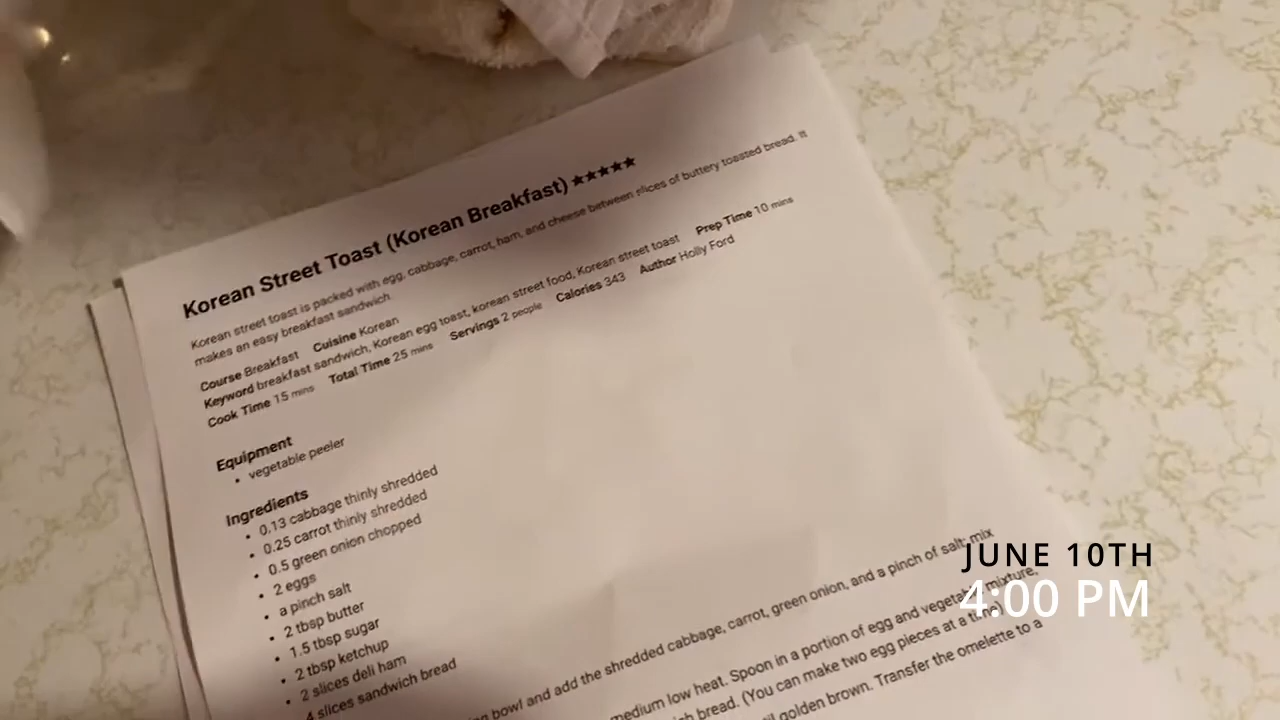 Korean Street Toast (Korean Breakfast) ★★★★★
Korean street toast is packed with egg, cabbage, carrot, ham, and cheese between slices of buttery toasted bread. It
makes an easy breakfast sandwich.
Course Breakfast Cuisine Korean
Keyword breakfast sandwich, Korean egg toast, korean street food, Korean street toast Prep Time 10 mins
Cook Time 15 mins Total Time 25 mins Servings 2 people Calories 343 Author Holly Ford
Equipment
• vegetable peeler
Ingredients
• 0.13 cabbage thinly shredded
• 0.25 carrot thinly shredded
• 0.5 green onion chopped
• 2 eggs
• a pinch salt
• 2 tbsp butter
• 1.5 tbsp sugar
• 2 tbsp ketchup
• 2 slices deli ham
• 4 slices sandwich bread
bowl and add the shredded cabbage, carrot, green onion, and a pinch of salt; mix
medium low heat. Spoon in a portion of egg and vegetable mixture,
bread. (You can make two egg pieces at a time)
golden brown. Transfer the omelette to a
JUNE 10TH
4:00 PM